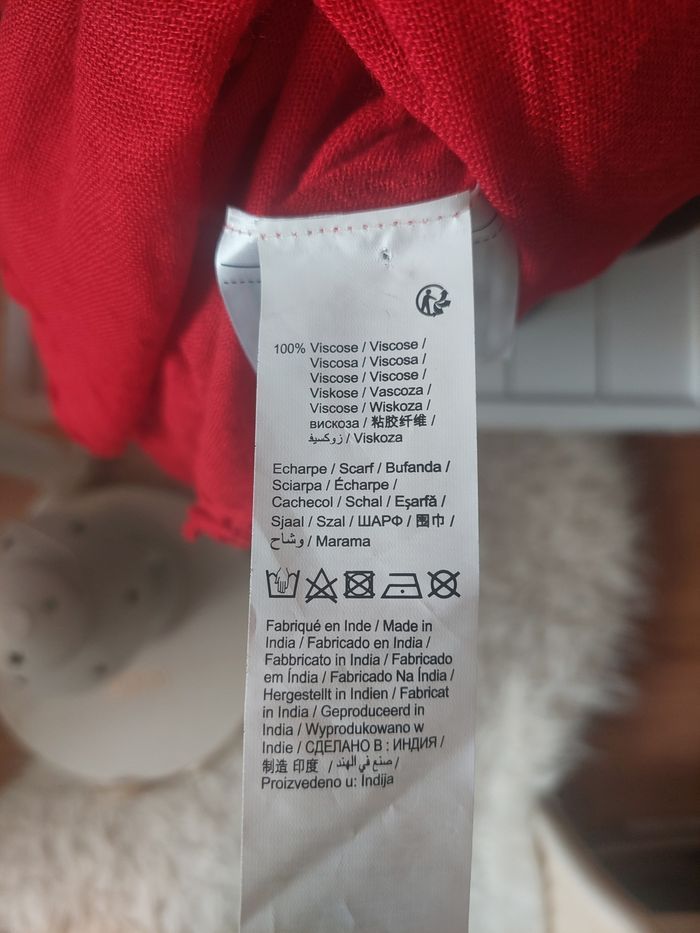 100% Viscose / Viscose /
Viscosa / Viscosa /
Viscose / Viscose /
Viskose / Vascoza /
Viscose / Wiskoza /
вискоза / 粘胶纤维 /
زوكسيف / Viskoza
Echarpe / Scarf / Bufanda /
Sciarpa / Écharpe /
Cachecol / Schal / Eşarfă /
Sjaal / Szal / ШАРФ / 围巾 /
وشاح / Marama
Fabriqué en Inde / Made in
India / Fabricado en India /
Fabbricato in India / Fabricado
em Índia / Fabricado Na Índia /
Hergestellt in Indien / Fabricat
in India / Geproduceerd in
India / Wyprodukowano w
Indie / СДЕЛАНО В : ИНДИЯ /
制造 印度 / صنع في الهند /
Proizvedeno u: Indija